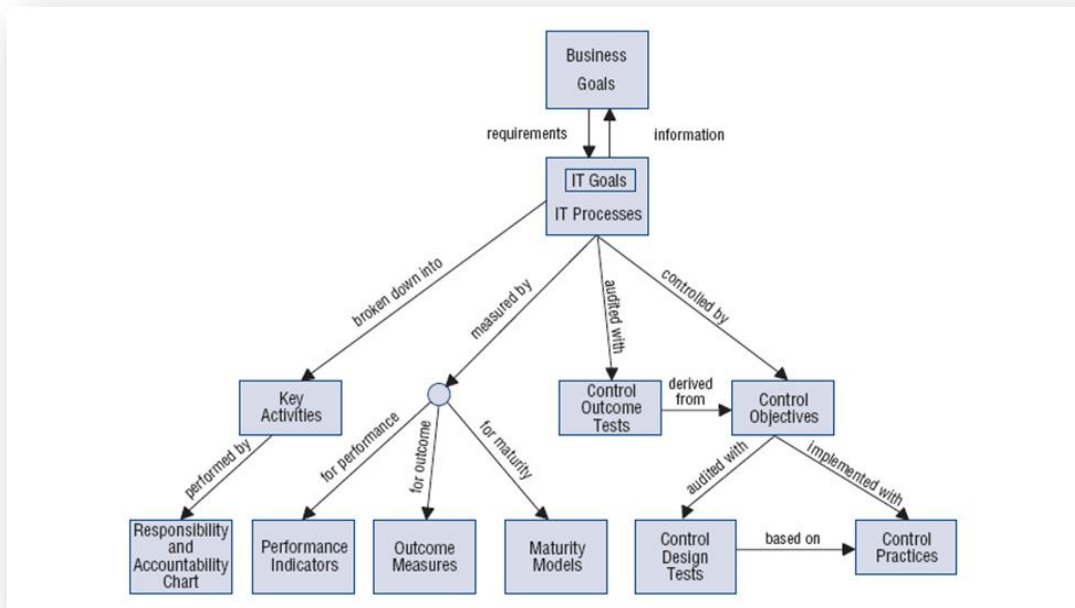 Business
Goals
requirements
information
IT Goals
IT Processes
broken down into
measured by
audited with
controlled by
Key
Activities
Control
Outcome
Tests
derived
from
Control
Objectives
performed by
for performance
for outcome
for maturity
audited with
implemented with
Responsibility
and
Accountability
Chart
Performance
Indicators
Outcome
Measures
Maturity
Models
Control
Design
Tests
based on
Control
Practices